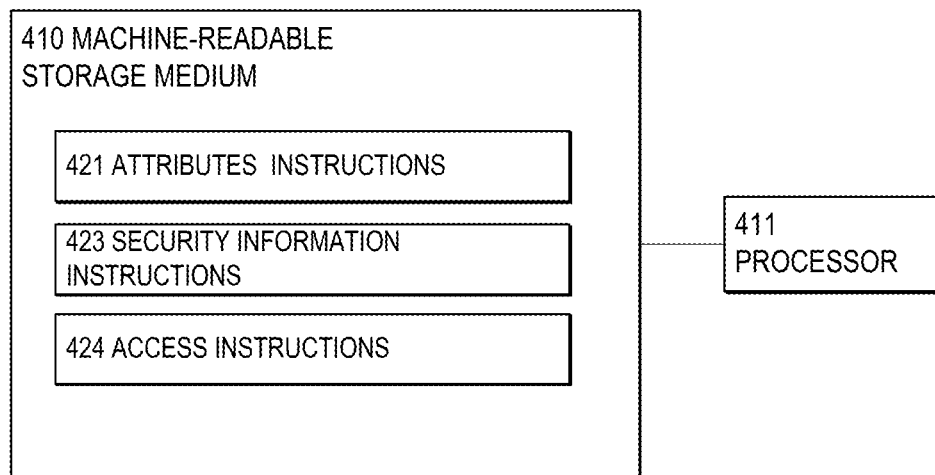 410 MACHINE-READABLE
STORAGE MEDIUM
421 ATTRIBUTES INSTRUCTIONS
423 SECURITY INFORMATION
INSTRUCTIONS
424 ACCESS INSTRUCTIONS
411
PROCESSOR